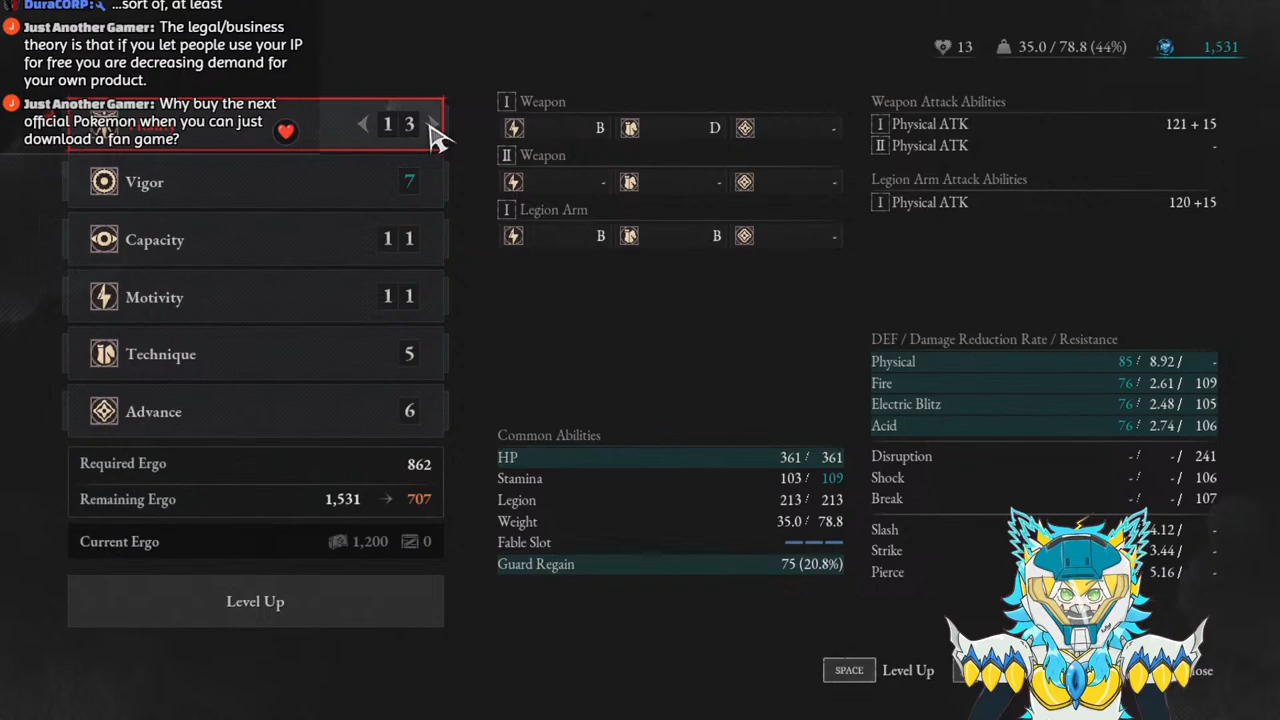 DuraCORP: ...sort of, at least
Just Another Gamer: The legal/business
theory is that if you let people use your IP
for free you are decreasing demand for
your own product.
Just Another Gamer: Why buy the next
official Pokemon when you can just
download a fan game?
1 3
Vigor 7
Capacity 1 1
Motivity 1 1
Technique 5
Advance 6
Required Ergo 862
Remaining Ergo 1,531 → 707
Current Ergo 1,200 0
Level Up
13 35.0 / 78.8 (44%) 1,531
I Weapon
B D -
II Weapon
- - -
I Legion Arm
B B -
Common Abilities
HP 361 / 361
Stamina 103 / 109
Legion 213 / 213
Weight 35.0 / 78.8
Fable Slot
Guard Regain 75 (20.8%)
Weapon Attack Abilities
I Physical ATK 121 + 15
II Physical ATK -
Legion Arm Attack Abilities
I Physical ATK 120 +15
DEF / Damage Reduction Rate / Resistance
Physical 85 / 8.92 / -
Fire 76 / 2.61 / 109
Electric Blitz 76 / 2.48 / 105
Acid 76 / 2.74 / 106
Disruption - / - / 241
Shock - / - / 106
Break - / - / 107
Slash 4.12 / -
Strike 3.44 / -
Pierce 5.16 / -
SPACE Level Up